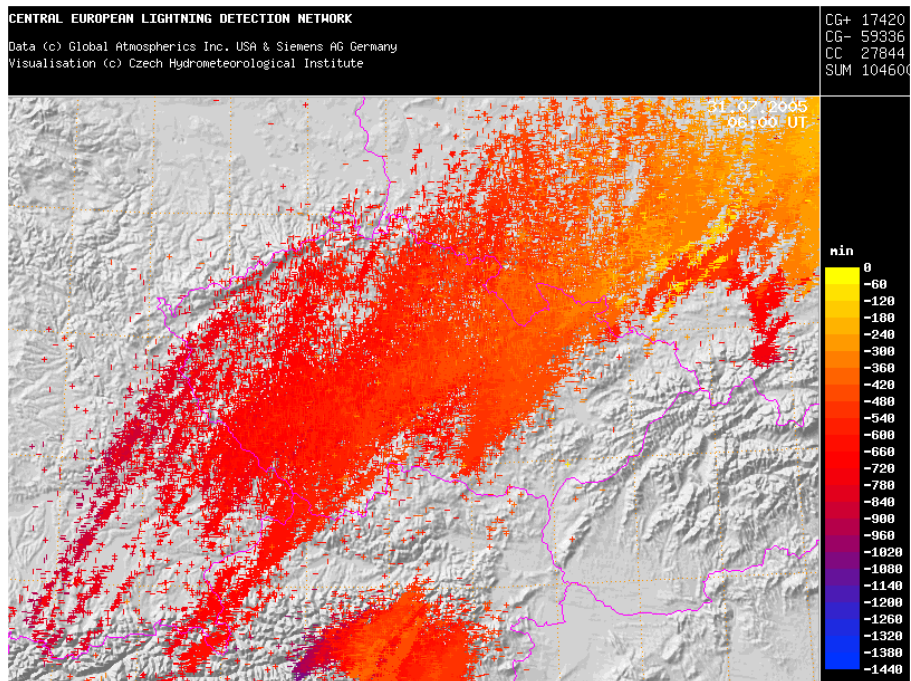 CENTRAL EUROPEAN LIGHTNING DETECTION NETWORK
Data (c) Global Atmospherics Inc. USA & Siemens AG Germany
Visualisation (c) Czech Hydrometeorological Institute
CG+ 17420
CG- 59336
CC 27844
SUM 104600
31.07.2005
06:00 UT
min
0
-60
-120
-180
-240
-300
-360
-420
-480
-540
-600
-660
-720
-780
-840
-900
-960
-1020
-1080
-1140
-1200
-1260
-1320
-1380
-1440